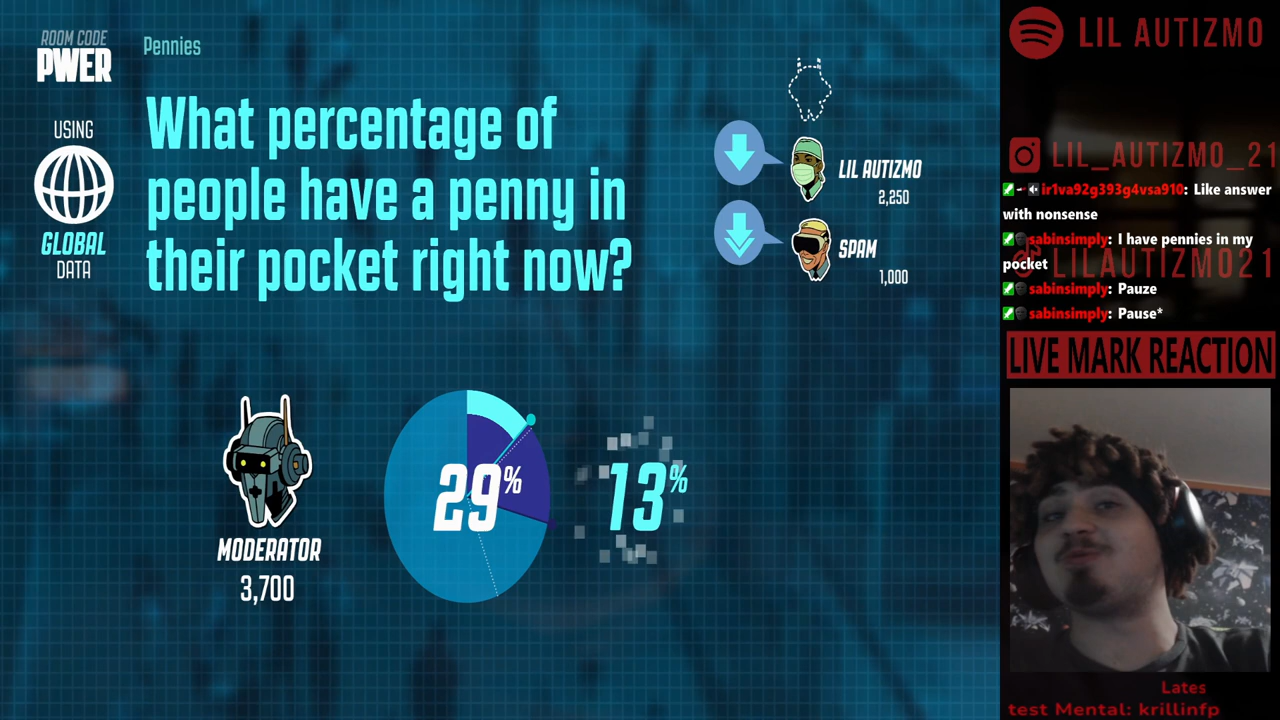 ROOM CODE
PWER
Pennies
USING
GLOBAL
DATA
What percentage of
people have a penny in
their pocket right now?
LIL AUTIZMO
2,250
SPAM
1,000
MODERATOR
3,700
29%
13%
LIL AUTIZMO
LIL_AUTIZMO_21
ir1va92g393g4vsa910: Like answer
with nonsense
sabinsimply: I have pennies in my
pocket
LILAUTIZMO21
sabinsimply: Pauze
sabinsimply: Pause*
LIVE MARK REACTION
Lates
test Mental: krillinfp